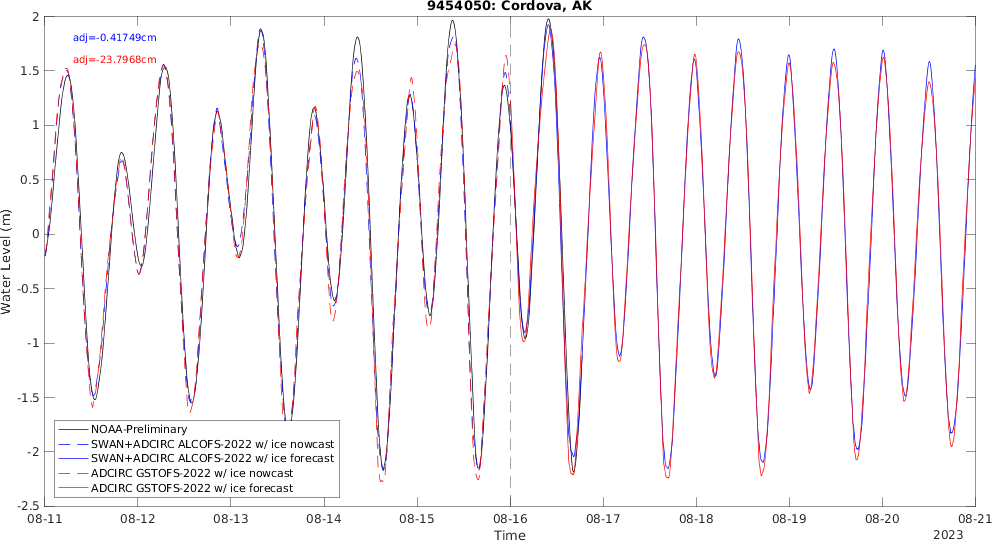 9454050: Cordova, AK
adj=-0.41749cm
adj=-23.7968cm
2
1.5
1
0.5
0
-0.5
-1
-1.5
-2
-2.5
Water Level (m)
NOAA-Preliminary
SWAN+ADCIRC ALCOFS-2022 w/ ice nowcast
SWAN+ADCIRC ALCOFS-2022 w/ ice forecast
ADCIRC GSTOFS-2022 w/ ice nowcast
ADCIRC GSTOFS-2022 w/ ice forecast
08-11 08-12 08-13 08-14 08-15 08-16 08-17 08-18 08-19 08-20 08-21
Time
2023